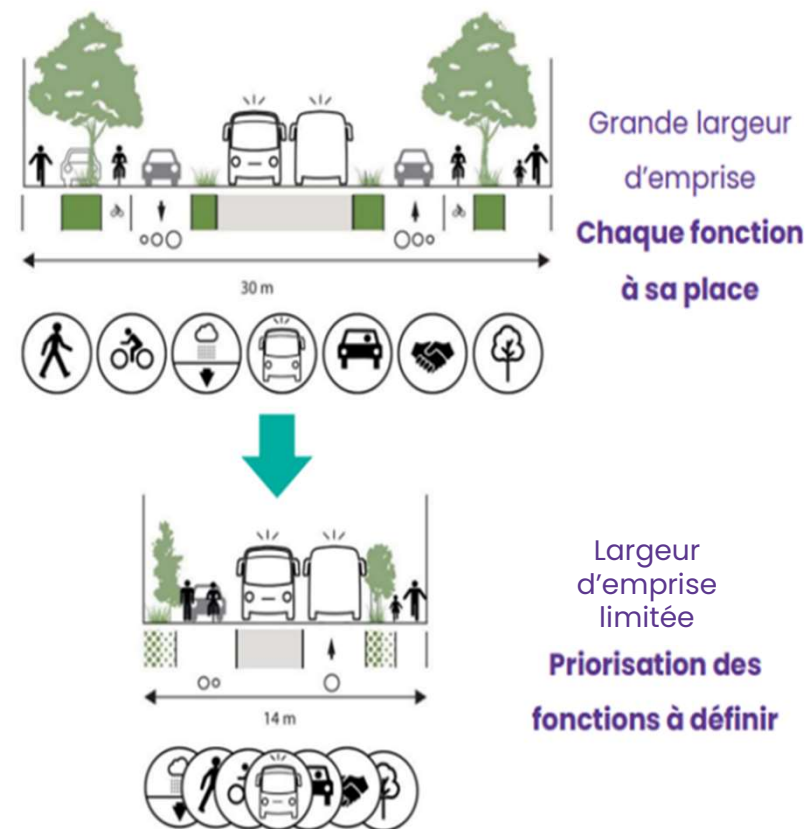 Grande largeur
d’emprise
Chaque fonction
à sa place
30 m
Largeur
d’emprise
limitée
Priorisation des
fonctions à définir
14 m